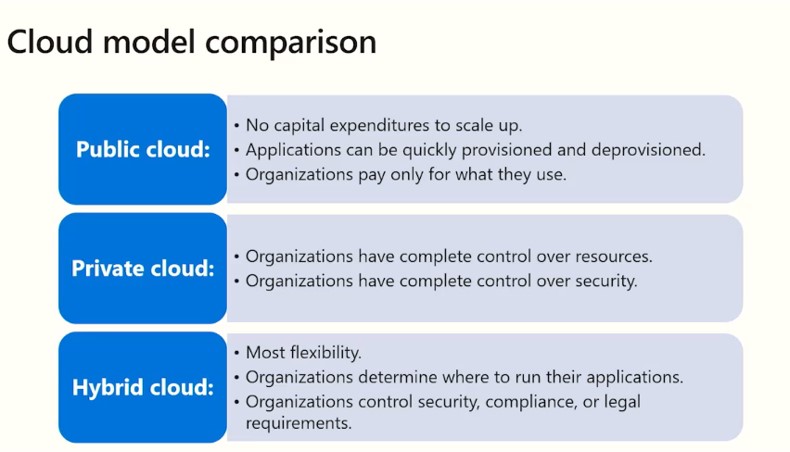 Cloud model comparison
Public cloud:
• No capital expenditures to scale up.
• Applications can be quickly provisioned and deprovisioned.
• Organizations pay only for what they use.
Private cloud:
• Organizations have complete control over resources.
• Organizations have complete control over security.
Hybrid cloud:
• Most flexibility.
• Organizations determine where to run their applications.
• Organizations control security, compliance, or legal
requirements.